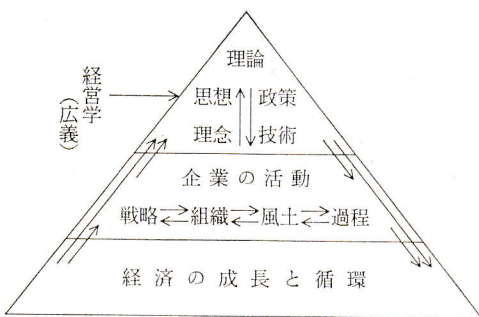 理論
思想 政策
理念 技術
経営学
(広義)
企業の活動
戦略 組織 風土 過程
経済の成長と循環